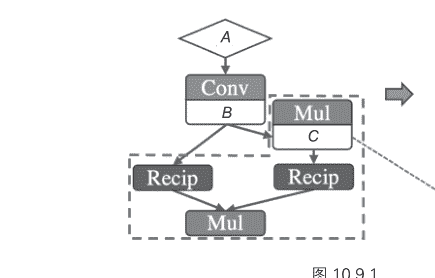 A
Conv
B
Mul
C
Recip
Recip
Mul
图 10.9.1